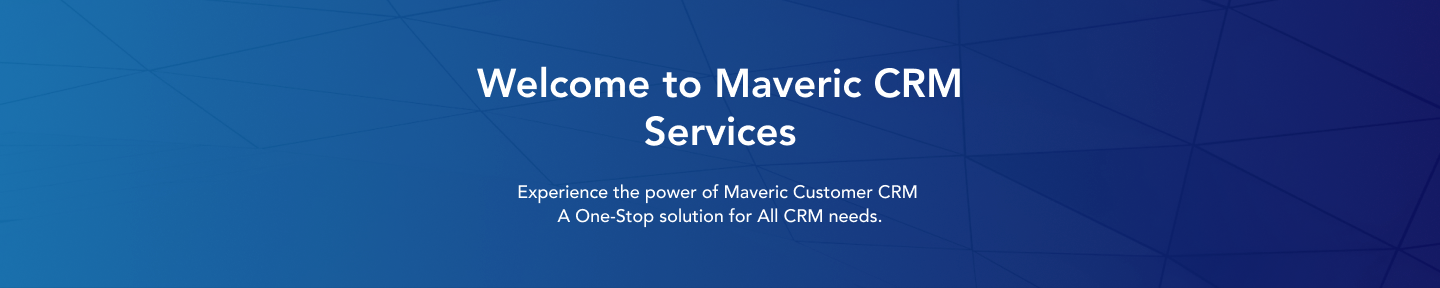 Welcome to Maveric CRM
Services
Experience the power of Maveric Customer CRM
A One-Stop solution for All CRM needs.